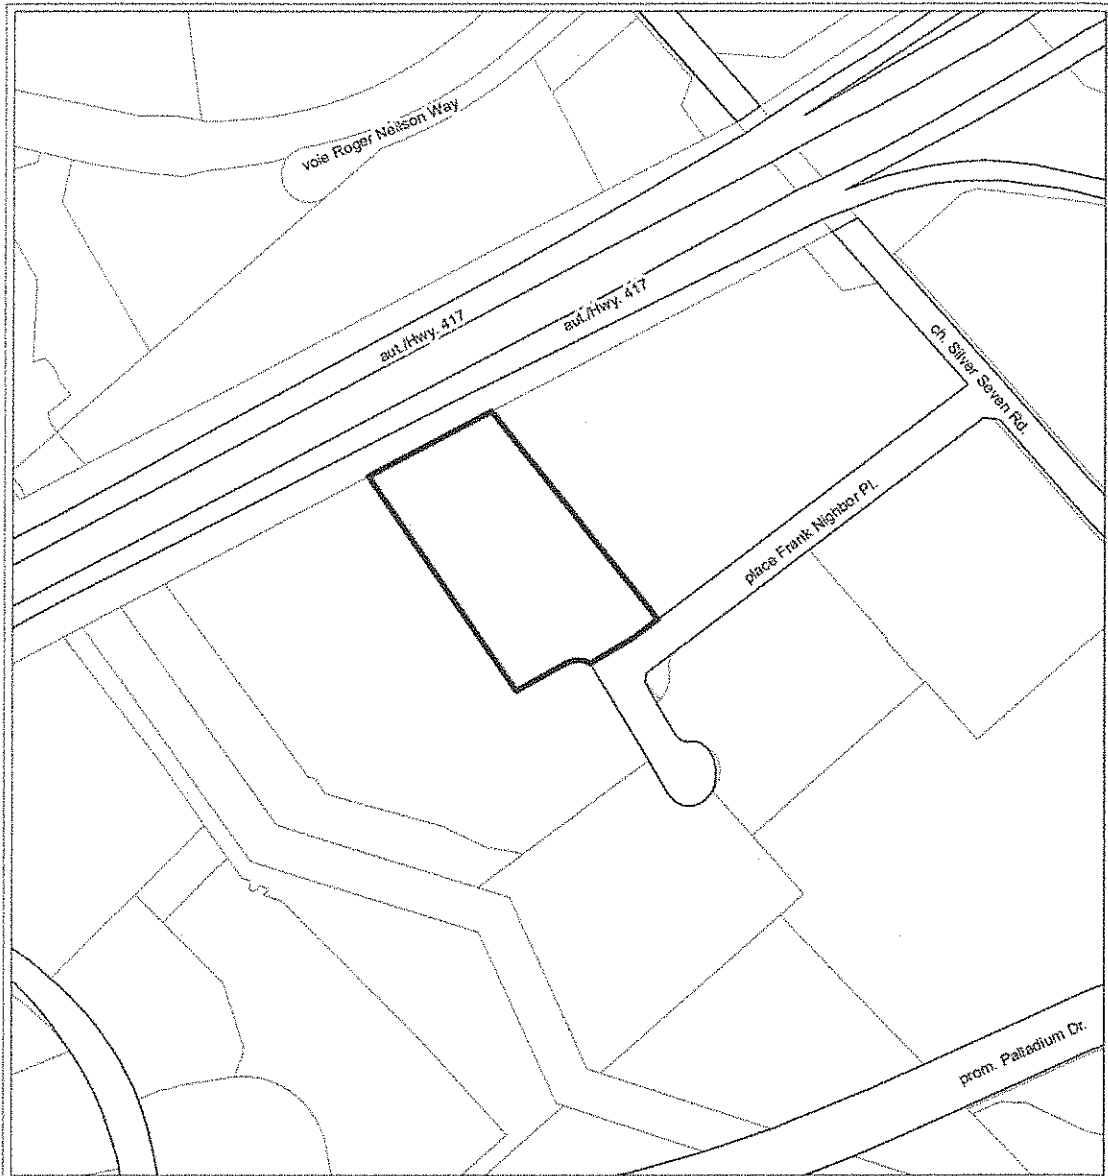 voie Roger Neilson Way
aut./Hwy. 417
aut./Hwy. 417
ch. Silver Seven Rd.
place Frank Nighbor Pl.
prom. Palladium Dr.